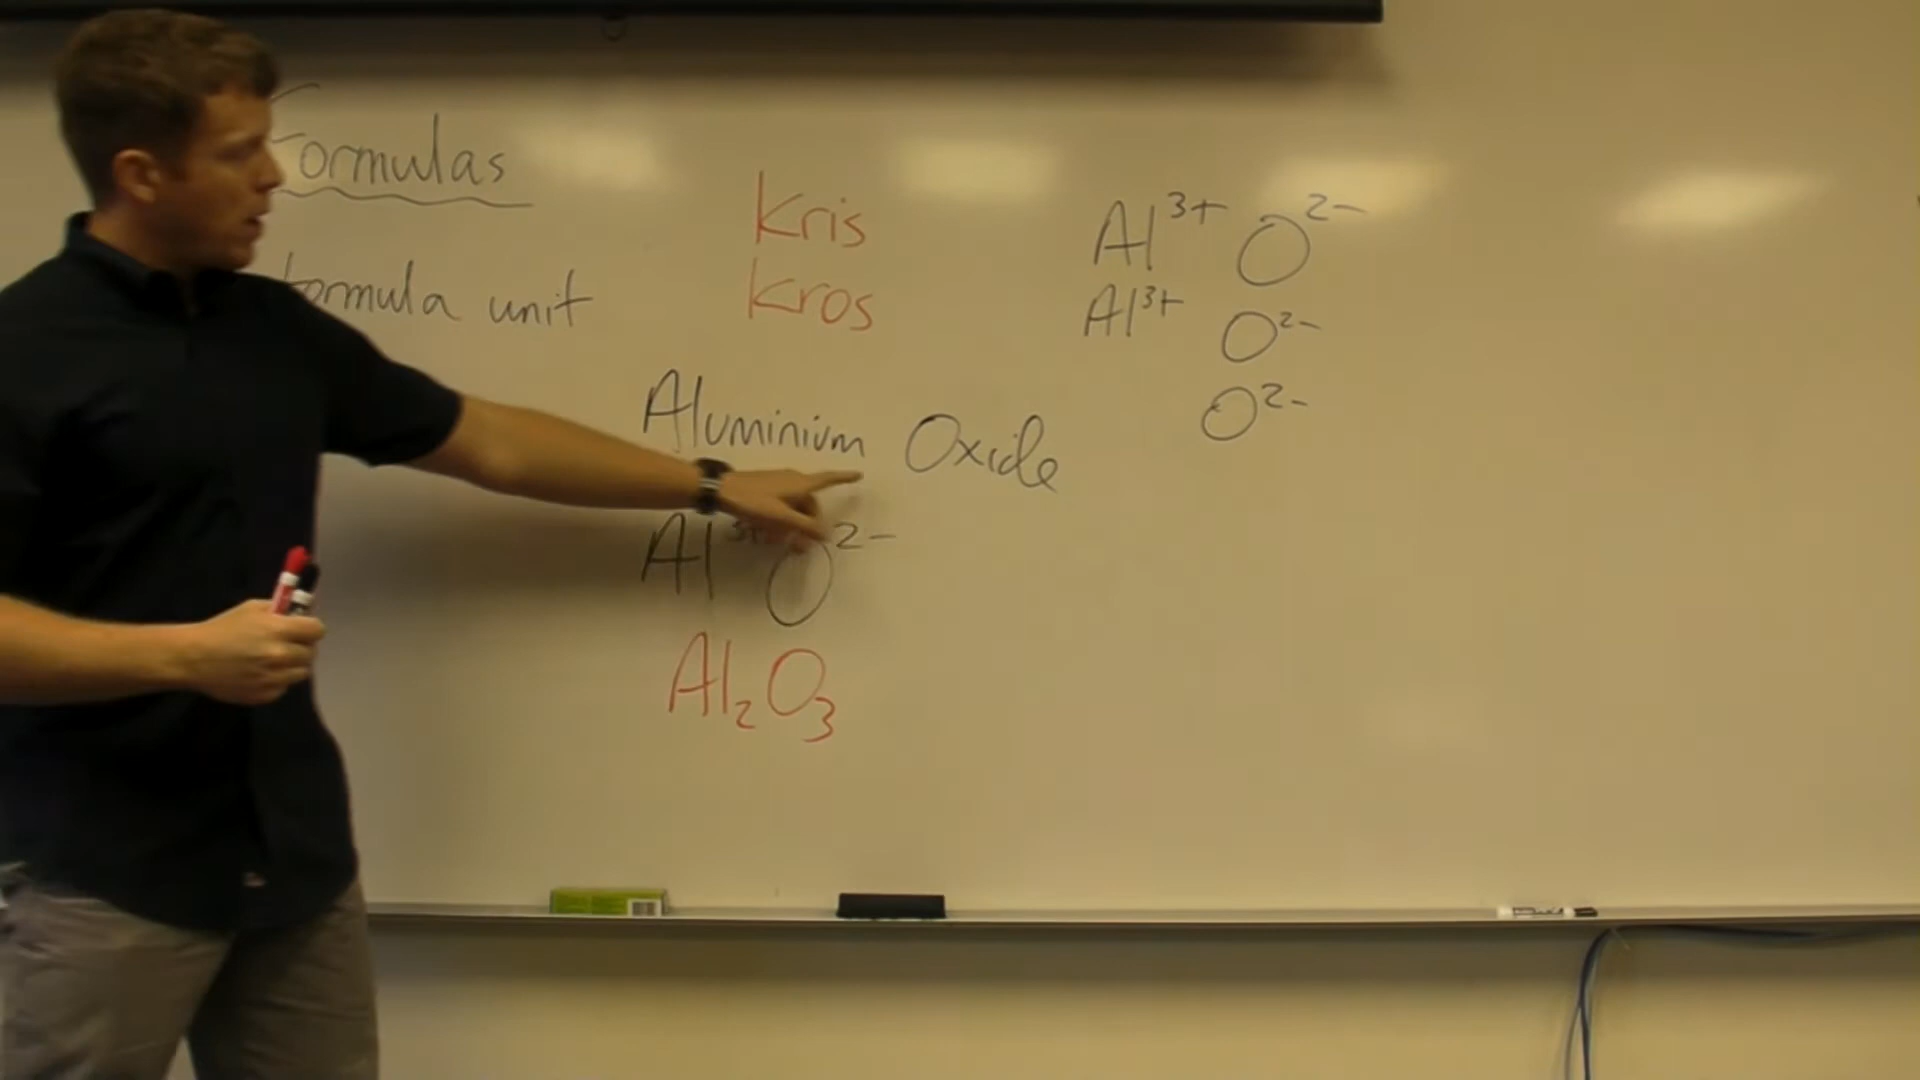 Formulas
formula unit
Kris
Kros
Aluminium Oxide
Al³⁺ O²⁻
Al₂O₃
Al³⁺ O²⁻
Al³⁺ O²⁻
O²⁻